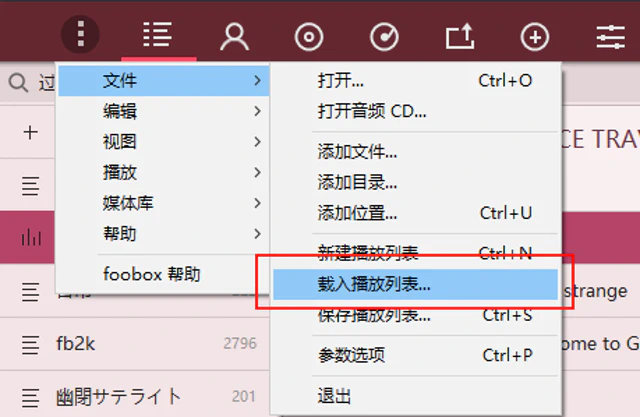 过
文件
编辑
视图
播放
媒体库
帮助
foobox 帮助
打开... Ctrl+O
打开音频 CD...
添加文件...
添加目录...
添加位置... Ctrl+U
新建播放列表 Ctrl+N
载入播放列表...
保存播放列表... Ctrl+S
参数选项 Ctrl+P
退出
CE TRAV
strange
fb2k 2796
ome to G
幽閉サテライト 201